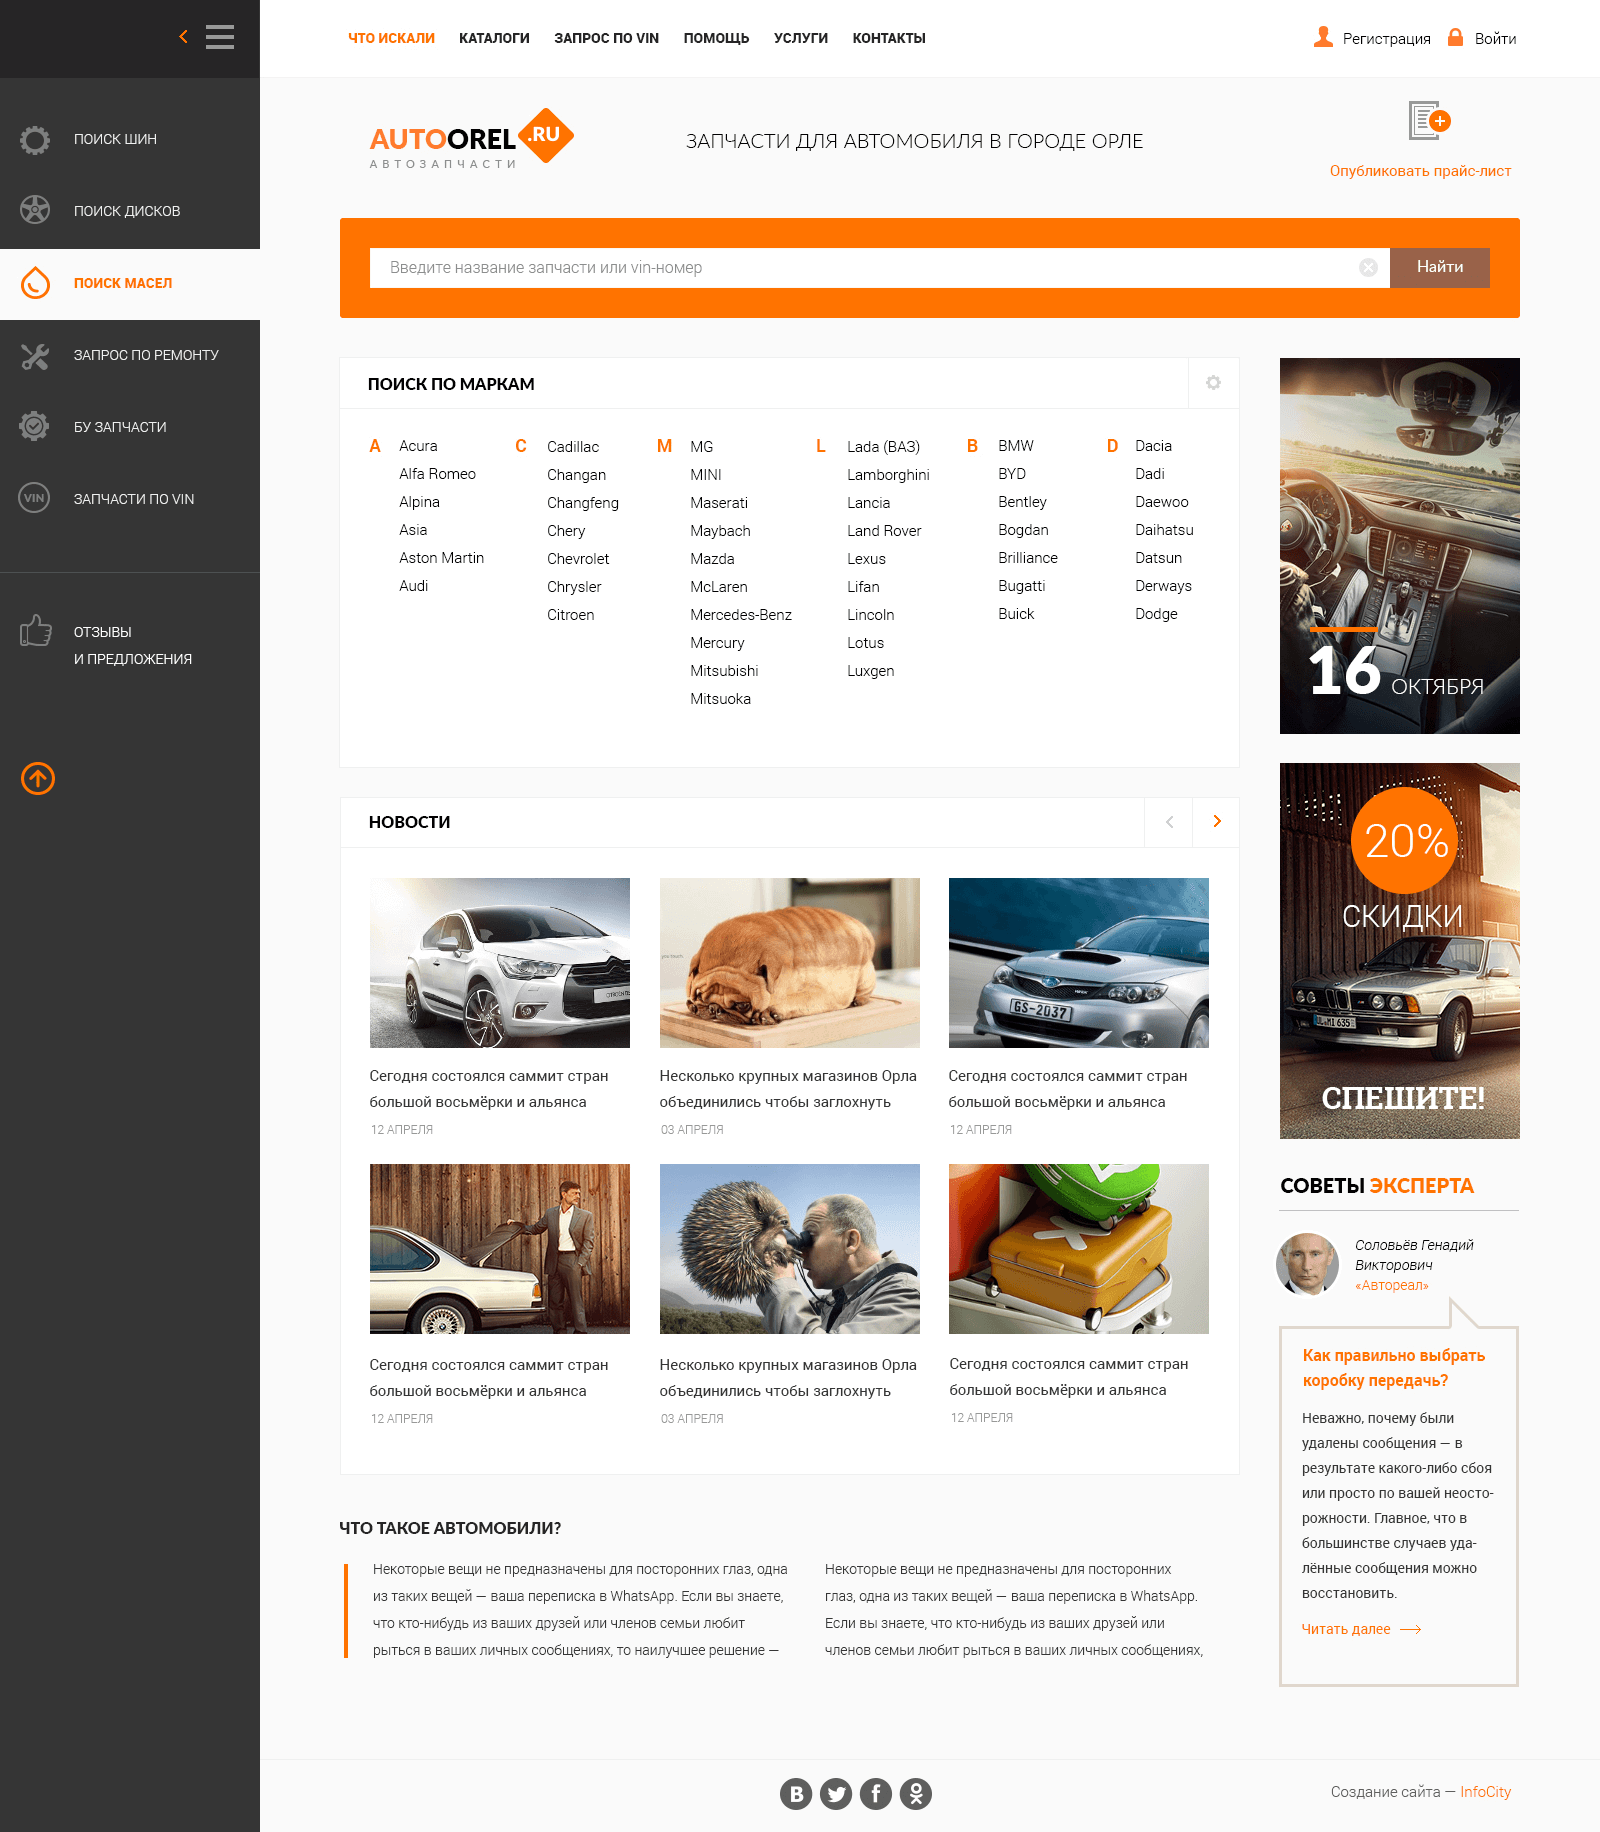 ЧТО ИСКАЛИ КАТАЛОГИ ЗАПРОС ПО VIN ПОМОЩЬ УСЛУГИ КОНТАКТЫ Регистрация Войти
ПОИСК ШИН
ПОИСК ДИСКОВ
ПОИСК МАСЕЛ
ЗАПРОС ПО РЕМОНТУ
БУ ЗАПЧАСТИ
VIN ЗАПЧАСТИ ПО VIN
ОТЗЫВЫ
И ПРЕДЛОЖЕНИЯ
AUTOOREL.RU
АВТОЗАПЧАСТИ
ЗАПЧАСТИ ДЛЯ АВТОМОБИЛЯ В ГОРОДЕ ОРЛЕ
Опубликовать прайс-лист
Введите название запчасти или vin-номер Найти
ПОИСК ПО МАРКАМ
A
Acura
Alfa Romeo
Alpina
Asia
Aston Martin
Audi
C
Cadillac
Changan
Changfeng
Chery
Chevrolet
Chrysler
Citroen
M
MG
MINI
Maserati
Maybach
Mazda
McLaren
Mercedes-Benz
Mercury
Mitsubishi
Mitsuoka
L
Lada (ВАЗ)
Lamborghini
Lancia
Land Rover
Lexus
Lifan
Lincoln
Lotus
Luxgen
B
BMW
BYD
Bentley
Bogdan
Brilliance
Bugatti
Buick
D
Dacia
Dadi
Daewoo
Daihatsu
Datsun
Derways
Dodge
16 ОКТЯБРЯ
20%
СКИДКИ
СПЕШИТЕ!
НОВОСТИ
GS-2037
Сегодня состоялся саммит стран
большой восьмёрки и альянса
12 АПРЕЛЯ
Несколько крупных магазинов Орла
объединились чтобы заглохнуть
03 АПРЕЛЯ
Сегодня состоялся саммит стран
большой восьмёрки и альянса
12 АПРЕЛЯ
Сегодня состоялся саммит стран
большой восьмёрки и альянса
12 АПРЕЛЯ
Несколько крупных магазинов Орла
объединились чтобы заглохнуть
03 АПРЕЛЯ
Сегодня состоялся саммит стран
большой восьмёрки и альянса
12 АПРЕЛЯ
СОВЕТЫ ЭКСПЕРТА
Соловьёв Генадий
Викторович
«Автореал»
Как правильно выбрать
коробку передачь?
Неважно, почему были
удалены сообщения — в
результате какого-либо сбоя
или просто по вашей неосто-
рожности. Главное, что в
большинстве случаев уда-
лённые сообщения можно
восстановить.
Читать далее
ЧТО ТАКОЕ АВТОМОБИЛИ?
Некоторые вещи не предназначены для посторонних глаз, одна
из таких вещей — ваша переписка в WhatsApp. Если вы знаете,
что кто-нибудь из ваших друзей или членов семьи любит
рыться в ваших личных сообщениях, то наилучшее решение —
Некоторые вещи не предназначены для посторонних
глаз, одна из таких вещей — ваша переписка в WhatsApp.
Если вы знаете, что кто-нибудь из ваших друзей или
членов семьи любит рыться в ваших личных сообщениях,
Создание сайта — InfoCity